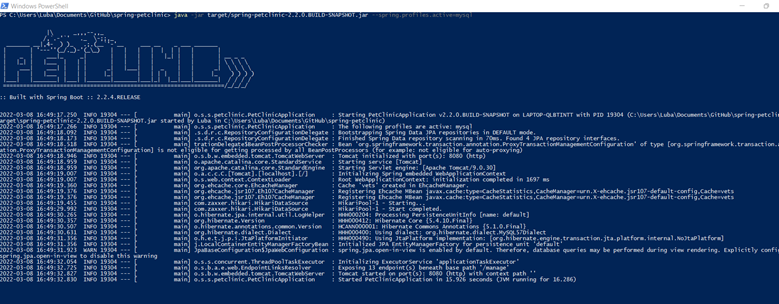 Windows PowerShell
PS C:\Users\Luba\Documents\GitHub\spring-petclinic> java -jar target/spring-petclinic-2.2.0.BUILD-SNAPSHOT.jar --spring.profiles.active=mysql
:: Built with Spring Boot :: 2.2.4.RELEASE
2022-03-08 16:49:17.250 INFO 19304 --- [ main] o.s.s.petclinic.PetClinicApplication : Starting PetClinicApplication v2.2.0.BUILD-SNAPSHOT on LAPTOP-QLBTINTT with PID 19304 (C:\Users\Luba\Documents\GitHub\spring-petclinic\
target\spring-petclinic-2.2.0.BUILD-SNAPSHOT.jar started by Luba in C:\Users\Luba\Documents\GitHub\spring-petclinic)
2022-03-08 16:49:17.266 INFO 19304 --- [ main] o.s.s.petclinic.PetClinicApplication : The following profiles are active: mysql
2022-03-08 16:49:18.092 INFO 19304 --- [ main] .s.d.r.c.RepositoryConfigurationDelegate : Bootstrapping Spring Data JPA repositories in DEFAULT mode.
2022-03-08 16:49:18.173 INFO 19304 --- [ main] .s.d.r.c.RepositoryConfigurationDelegate : Finished Spring Data repository scanning in 70ms. Found 4 JPA repository interfaces.
2022-03-08 16:49:18.518 INFO 19304 --- [ main] trationDelegate$BeanPostProcessorChecker : Bean 'org.springframework.transaction.annotation.ProxyTransactionManagementConfiguration' of type [org.springframework.transaction.
ation.ProxyTransactionManagementConfiguration] is not eligible for getting processed by all BeanPostProcessors (for example: not eligible for auto-proxying)
2022-03-08 16:49:18.946 INFO 19304 --- [ main] o.s.b.w.embedded.tomcat.TomcatWebServer : Tomcat initialized with port(s): 8080 (http)
2022-03-08 16:49:18.959 INFO 19304 --- [ main] o.apache.catalina.core.StandardService : Starting service [Tomcat]
2022-03-08 16:49:18.959 INFO 19304 --- [ main] org.apache.catalina.core.StandardEngine : Starting Servlet engine: [Apache Tomcat/9.0.30]
2022-03-08 16:49:19.007 INFO 19304 --- [ main] o.a.c.c.C.[Tomcat].[localhost].[/] : Initializing Spring embedded WebApplicationContext
2022-03-08 16:49:19.007 INFO 19304 --- [ main] o.s.web.context.ContextLoader : Root WebApplicationContext: initialization completed in 1697 ms
2022-03-08 16:49:19.360 INFO 19304 --- [ main] org.ehcache.core.EhcacheManager : Cache 'vets' created in EhcacheManager.
2022-03-08 16:49:19.376 INFO 19304 --- [ main] org.ehcache.jsr107.Eh107CacheManager : Registering Ehcache MBean javax.cache:type=CacheStatistics,CacheManager=urn.X-ehcache.jsr107-default-config,Cache=vets
2022-03-08 16:49:19.376 INFO 19304 --- [ main] org.ehcache.jsr107.Eh107CacheManager : Registering Ehcache MBean javax.cache:type=CacheStatistics,CacheManager=urn.X-ehcache.jsr107-default-config,Cache=vets
2022-03-08 16:49:19.455 INFO 19304 --- [ main] com.zaxxer.hikari.HikariDataSource : HikariPool-1 - Starting...
2022-03-08 16:49:29.998 INFO 19304 --- [ main] com.zaxxer.hikari.HikariDataSource : HikariPool-1 - Start completed.
2022-03-08 16:49:30.265 INFO 19304 --- [ main] o.hibernate.jpa.internal.util.LogHelper : HHH000204: Processing PersistenceUnitInfo [name: default]
2022-03-08 16:49:30.357 INFO 19304 --- [ main] org.hibernate.Version : HHH000412: Hibernate Core {5.4.10.Final}
2022-03-08 16:49:30.507 INFO 19304 --- [ main] o.hibernate.annotations.common.Version : HCANN000001: Hibernate Commons Annotations {5.1.0.Final}
2022-03-08 16:49:30.631 INFO 19304 --- [ main] org.hibernate.dialect.Dialect : HHH000400: Using dialect: org.hibernate.dialect.MySQL57Dialect
2022-03-08 16:49:31.334 INFO 19304 --- [ main] o.h.e.t.j.p.i.JtaPlatformInitiator : HHH000490: Using JtaPlatform implementation: [org.hibernate.engine.transaction.jta.platform.internal.NoJtaPlatform]
2022-03-08 16:49:31.356 INFO 19304 --- [ main] j.LocalContainerEntityManagerFactoryBean : Initialized JPA EntityManagerFactory for persistence unit 'default'
2022-03-08 16:49:31.923 WARN 19304 --- [ main] JpaBaseConfiguration$JpaWebConfiguration : spring.jpa.open-in-view is enabled by default. Therefore, database queries may be performed during view rendering. Explicitly config
spring.jpa.open-in-view to disable this warning
2022-03-08 16:49:32.054 INFO 19304 --- [ main] o.s.s.concurrent.ThreadPoolTaskExecutor : Initializing ExecutorService 'applicationTaskExecutor'
2022-03-08 16:49:32.725 INFO 19304 --- [ main] o.s.b.a.e.web.EndpointLinksResolver : Exposing 13 endpoint(s) beneath base path '/manage'
2022-03-08 16:49:32.827 INFO 19304 --- [ main] o.s.b.w.embedded.tomcat.TomcatWebServer : Tomcat started on port(s): 8080 (http) with context path ''
2022-03-08 16:49:32.830 INFO 19304 --- [ main] o.s.s.petclinic.PetClinicApplication : Started PetClinicApplication in 15.926 seconds (JVM running for 16.286)